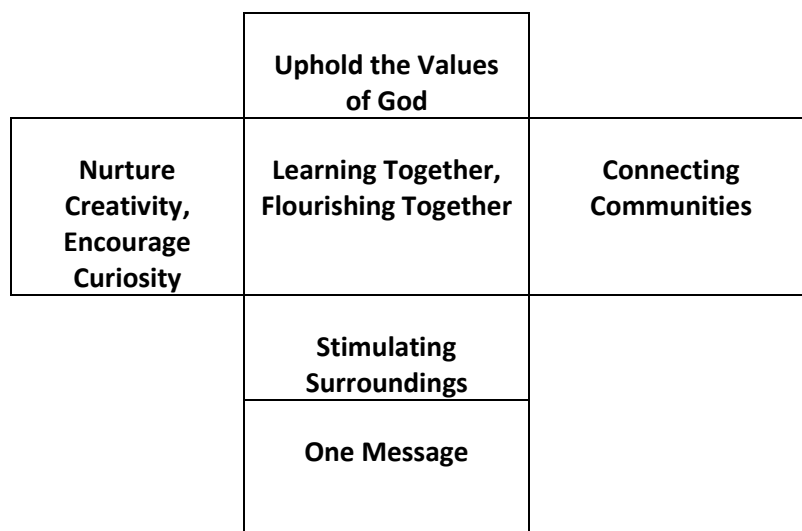 Uphold the Values
of God
Nurture
Creativity,
Encourage
Curiosity
Learning Together,
Flourishing Together
Connecting
Communities
Stimulating
Surroundings
One Message